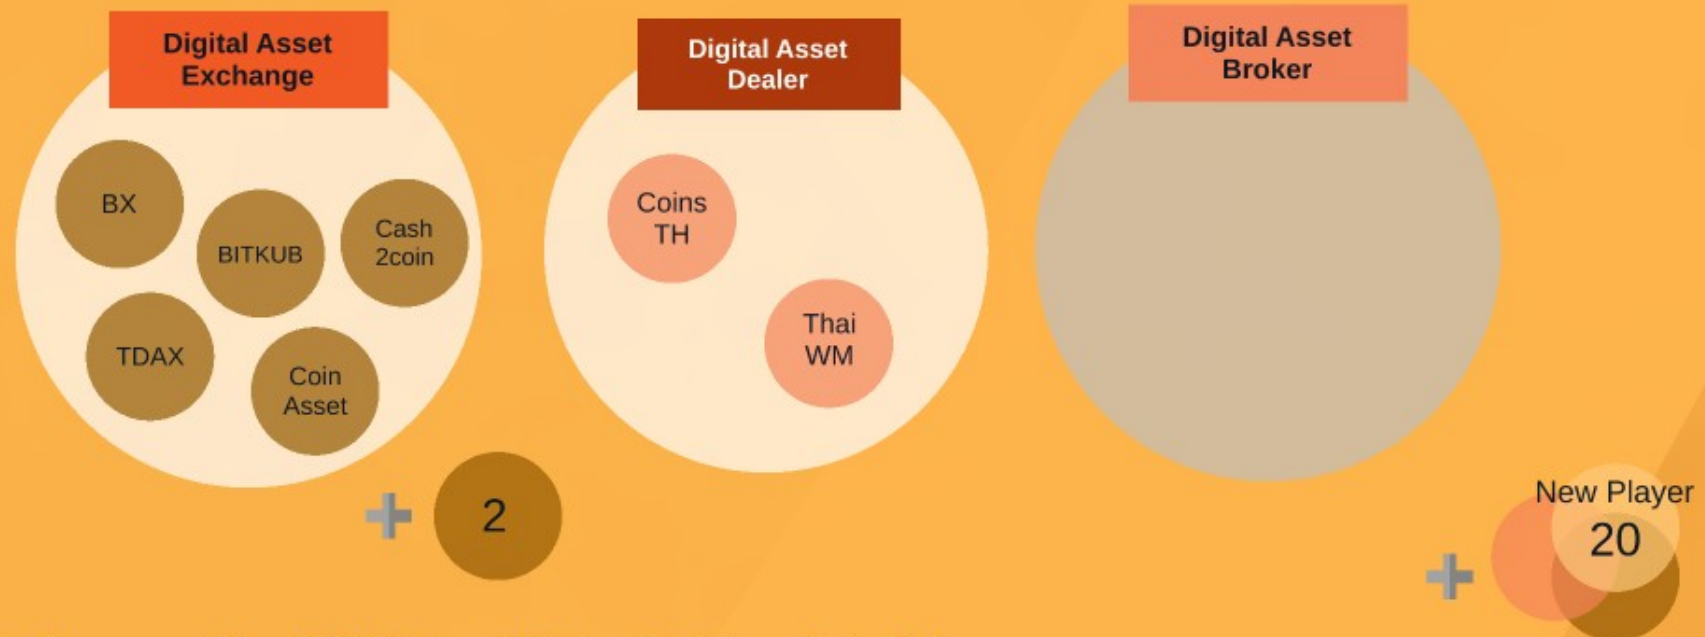 Digital Asset
Exchange
BX
BITKUB
Cash
2coin
TDAX
Coin
Asset
2
Digital Asset
Dealer
Coins
TH
Thai
WM
Digital Asset
Broker
New Player
20